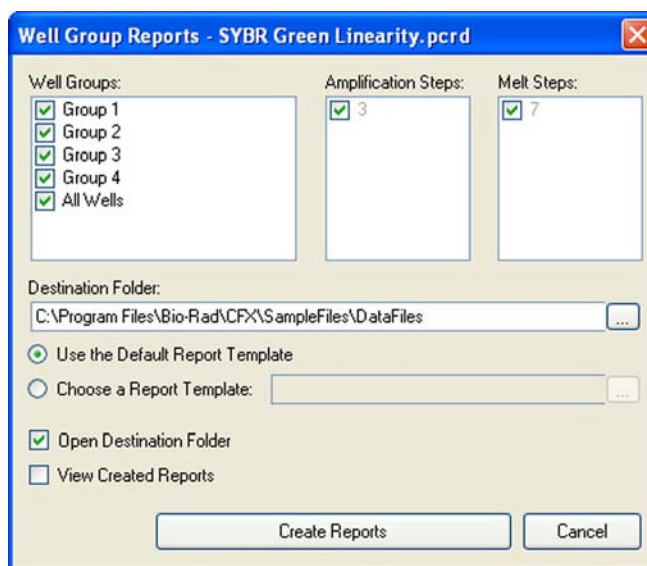 Well Group Reports - SYBR Green Linearity.pcrd
Well Groups:
Group 1
Group 2
Group 3
Group 4
All Wells
Amplification Steps:
3
Melt Steps:
7
Destination Folder:
C:\Program Files\Bio-Rad\CFX\SampleFiles\DataFiles
...
Use the Default Report Template
Choose a Report Template:
...
Open Destination Folder
View Created Reports
Create Reports
Cancel